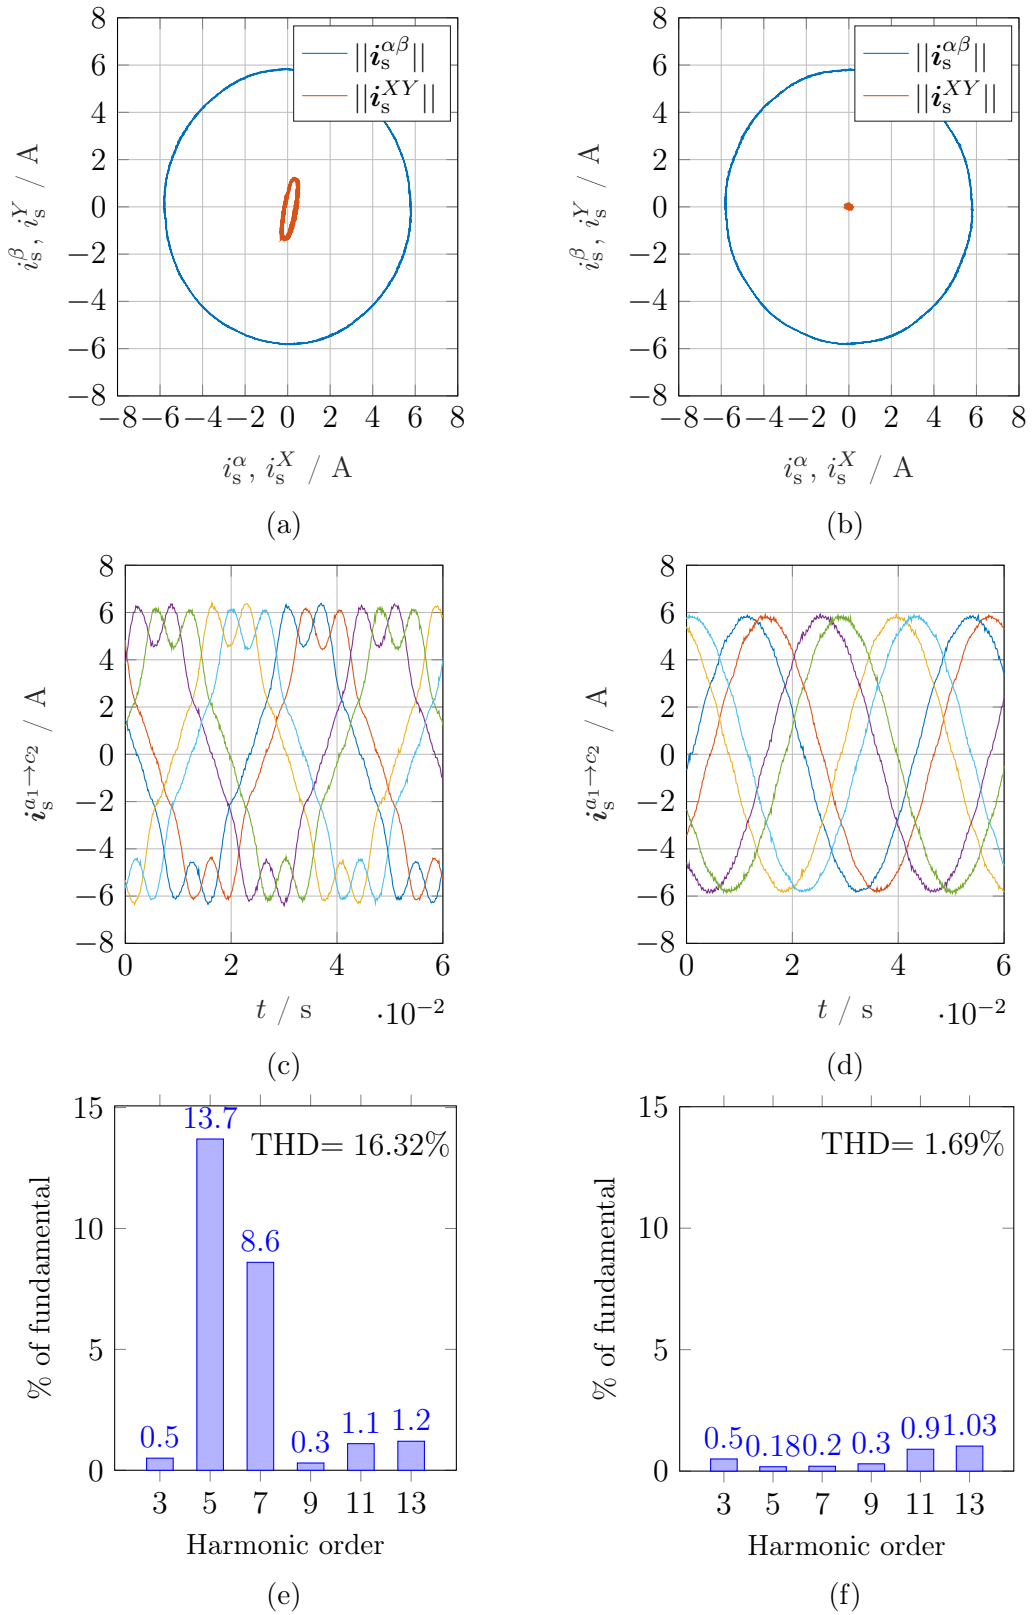 8
6
4
2
0
−2
−4
−6
−8
−8 −6 −4 −2 0 2 4 6 8
i_s^β, i_s^Y / A
i_s^α, i_s^X / A
||i_s^{αβ}||
||i_s^{XY}||
(a)
8
6
4
2
0
−2
−4
−6
−8
−8 −6 −4 −2 0 2 4 6 8
i_s^β, i_s^Y / A
i_s^α, i_s^X / A
||i_s^{αβ}||
||i_s^{XY}||
(b)
8
6
4
2
0
−2
−4
−6
−8
0 2 4 6
i_s^{a_1→c_2} / A
t / s
·10^{−2}
(c)
8
6
4
2
0
−2
−4
−6
−8
0 2 4 6
i_s^{a_1→c_2} / A
t / s
·10^{−2}
(d)
15
10
5
0
% of fundamental
THD= 16.32%
0.5 13.7 8.6 0.3 1.1 1.2
3 5 7 9 11 13
Harmonic order
(e)
15
10
5
0
% of fundamental
THD= 1.69%
0.5 0.18 0.2 0.3 0.9 1.03
3 5 7 9 11 13
Harmonic order
(f)